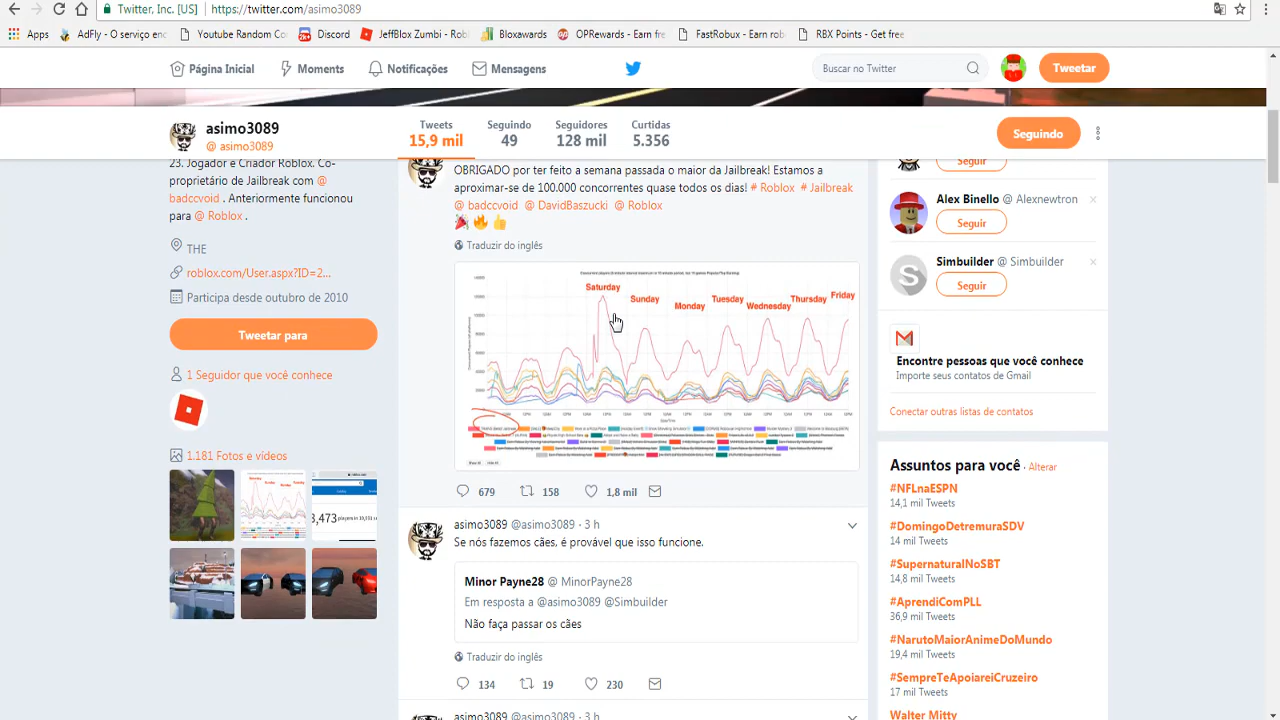 Twitter, Inc. [US] https://twitter.com/asimo3089
Apps AdFly - O serviço en Youtube Random Co Discord JeffBlox Zumbi - Rob Bloxawards OPRewards - Earn fre FastRobux - Earn rob RBX Points - Get free
Página Inicial Moments Notificações Mensagens Buscar no Twitter Tweetar
asimo3089
@ asimo3089
Tweets Seguindo Seguidores Curtidas
15,9 mil 49 128 mil 5.356
Seguindo
23. Jogador e Criador Roblox. Co-
proprietário de Jailbreak com @
badccvoid . Anteriormente funcionou
para @ Roblox .
THE
roblox.com/User.aspx?ID=2...
Participa desde outubro de 2010
Tweetar para
1 Seguidor que você conhece
1.181 Fotos e vídeos
3,473
OBRIGADO por ter feito a semana passada o maior da Jailbreak! Estamos a
aproximar-se de 100.000 concorrentes quase todos os dias! # Roblox # Jailbreak
@ badccvoid @ DavidBaszucki @ Roblox
Traduzir do inglês
Saturday
Sunday
Monday
Tuesday
Wednesday
Thursday
Friday
679 158 1,8 mil
asimo3089 @asimo3089 · 3 h
Se nós fazemos cães, é provável que isso funcione.
Minor Payne28 @ MinorPayne28
Em resposta a @asimo3089 @Simbuilder
Não faça passar os cães
Traduzir do inglês
134 19 230
asimo3089 @asimo3089 · 3 h
Seguir
Alex Binello @ Alexnewtron
Seguir
Simbuilder @ Simbuilder
Seguir
Encontre pessoas que você conhece
Importe seus contatos de Gmail
Conectar outras listas de contatos
Assuntos para você · Alterar
#NFLnaESPN
14,1 mil Tweets
#DomingoDetremuraSDV
14 mil Tweets
#SupernaturalNoSBT
14,8 mil Tweets
#AprendiComPLL
36,9 mil Tweets
#NarutoMaiorAnimeDoMundo
19,4 mil Tweets
#SempreTeApoiareiCruzeiro
17 mil Tweets
Walter Mitty